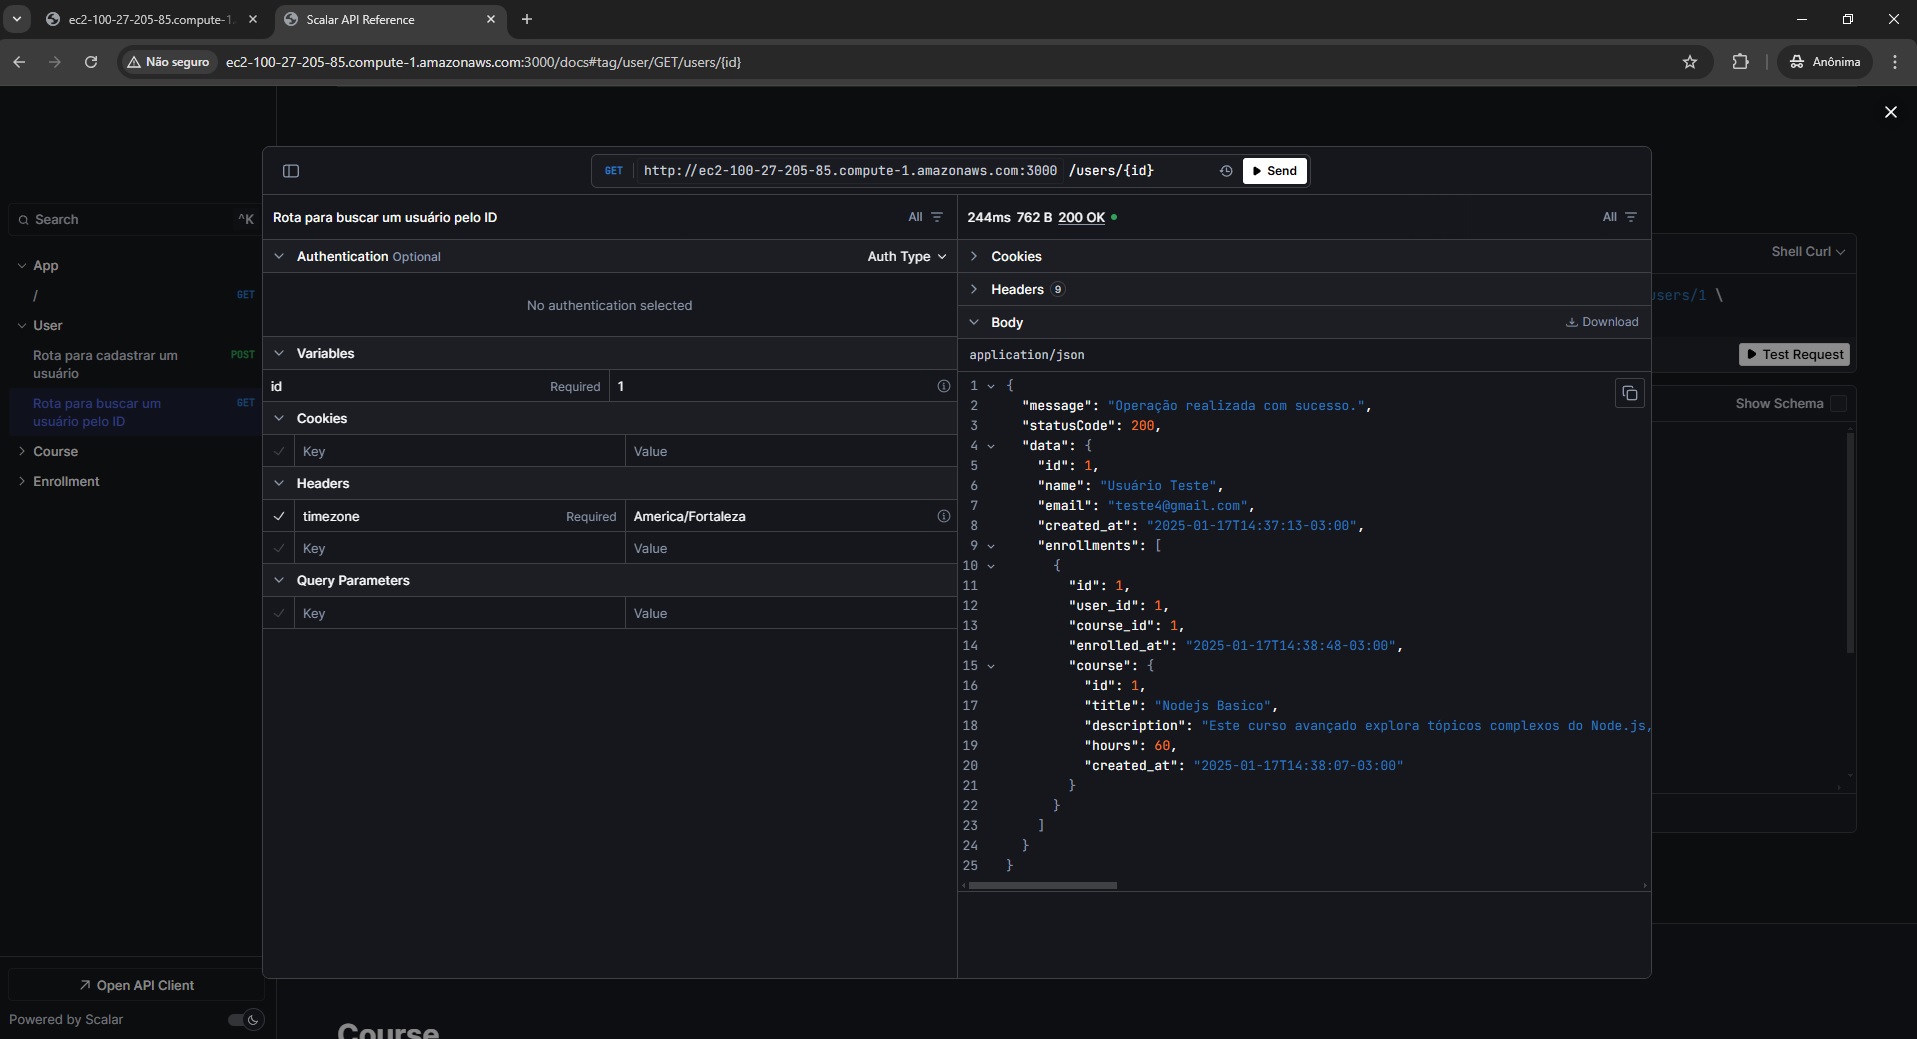 ec2-100-27-205-85.compute-1.
Scalar API Reference
Não seguro
ec2-100-27-205-85.compute-1.amazonaws.com:3000/docs#tag/user/GET/users/{id}
Anônima
Search
^K
App
/
GET
User
Rota para cadastrar um
usuário
POST
Rota para buscar um
usuário pelo ID
GET
Course
Enrollment
Open API Client
Powered by Scalar
GET
http://ec2-100-27-205-85.compute-1.amazonaws.com:3000
/users/{id}
Send
Rota para buscar um usuário pelo ID
All
Authentication Optional
Auth Type
No authentication selected
Variables
id
Required
1
Cookies
Key
Value
Headers
timezone
Required
America/Fortaleza
Key
Value
Query Parameters
Key
Value
244ms 762 B 200 OK
All
Cookies
Headers 9
Body
Download
application/json
1 {
2 "message": "Operação realizada com sucesso.",
3 "statusCode": 200,
4 "data": {
5 "id": 1,
6 "name": "Usuário Teste",
7 "email": "teste4@gmail.com",
8 "created_at": "2025-01-17T14:37:13-03:00",
9 "enrollments": [
10 {
11 "id": 1,
12 "user_id": 1,
13 "course_id": 1,
14 "enrolled_at": "2025-01-17T14:38:48-03:00",
15 "course": {
16 "id": 1,
17 "title": "Nodejs Basico",
18 "description": "Este curso avançado explora tópicos complexos do Node.js,
19 "hours": 60,
20 "created_at": "2025-01-17T14:38:07-03:00"
21 }
22 }
23 ]
24 }
25 }
Shell Curl
users/1 \
Test Request
Show Schema
Course